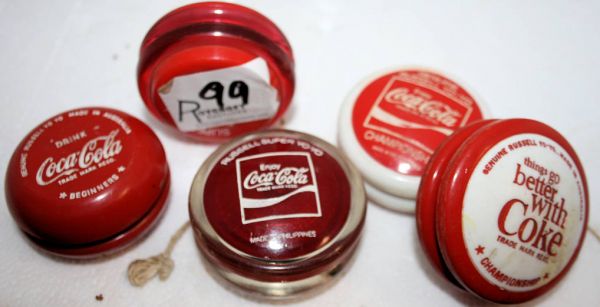 GENUINE RUSSELL YO-YO MADE IN AUSTRALIA
DRINK
Coca-Cola
TRADE MARK REGD.
★ BEGINNERS ★
99
RUSSELL SUPER YO-YO
Enjoy
Coca-Cola
TRADE MARK REGD.
MADE IN PHILIPPINES
Enjoy
Coca-Cola
CHAMPIONSHIP
GENUINE RUSSELL YO-YO
things go
better
with
Coke
TRADE MARK REGD.
★ CHAMPIONSHIP ★